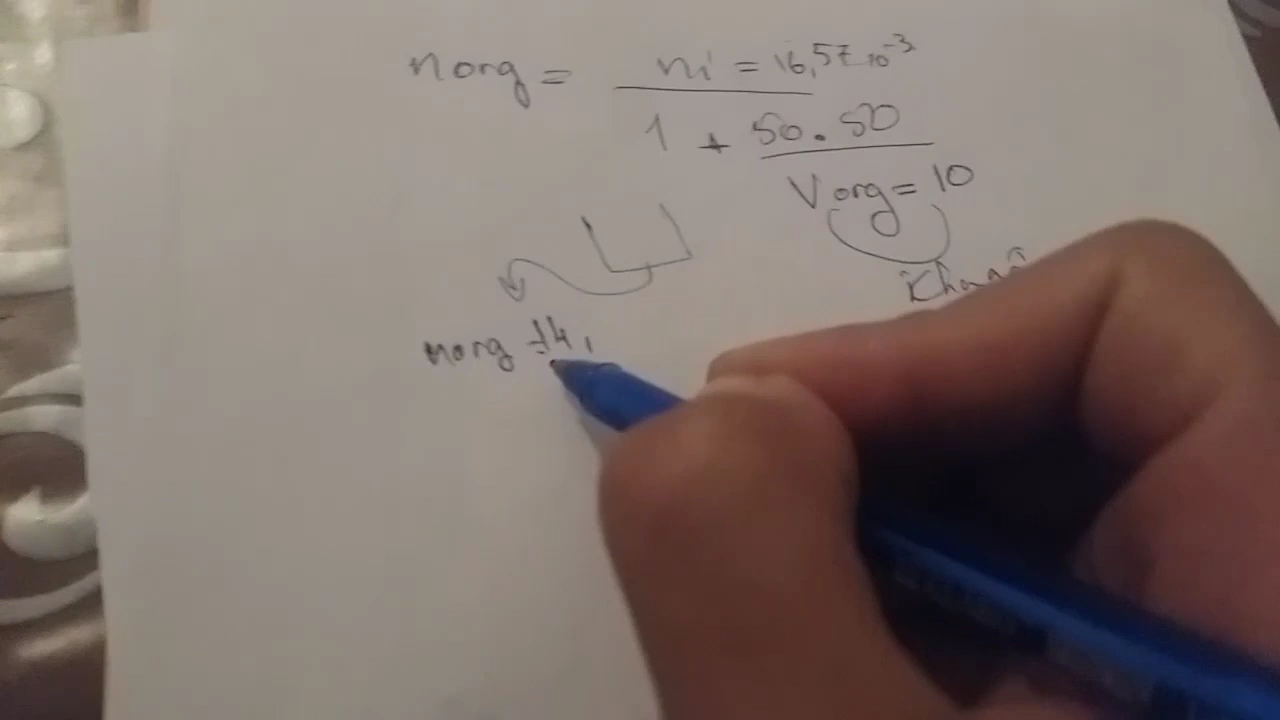 norg = ni = 16,57 10⁻³
1 + 50.50
Vorg = 10
norg = 14,